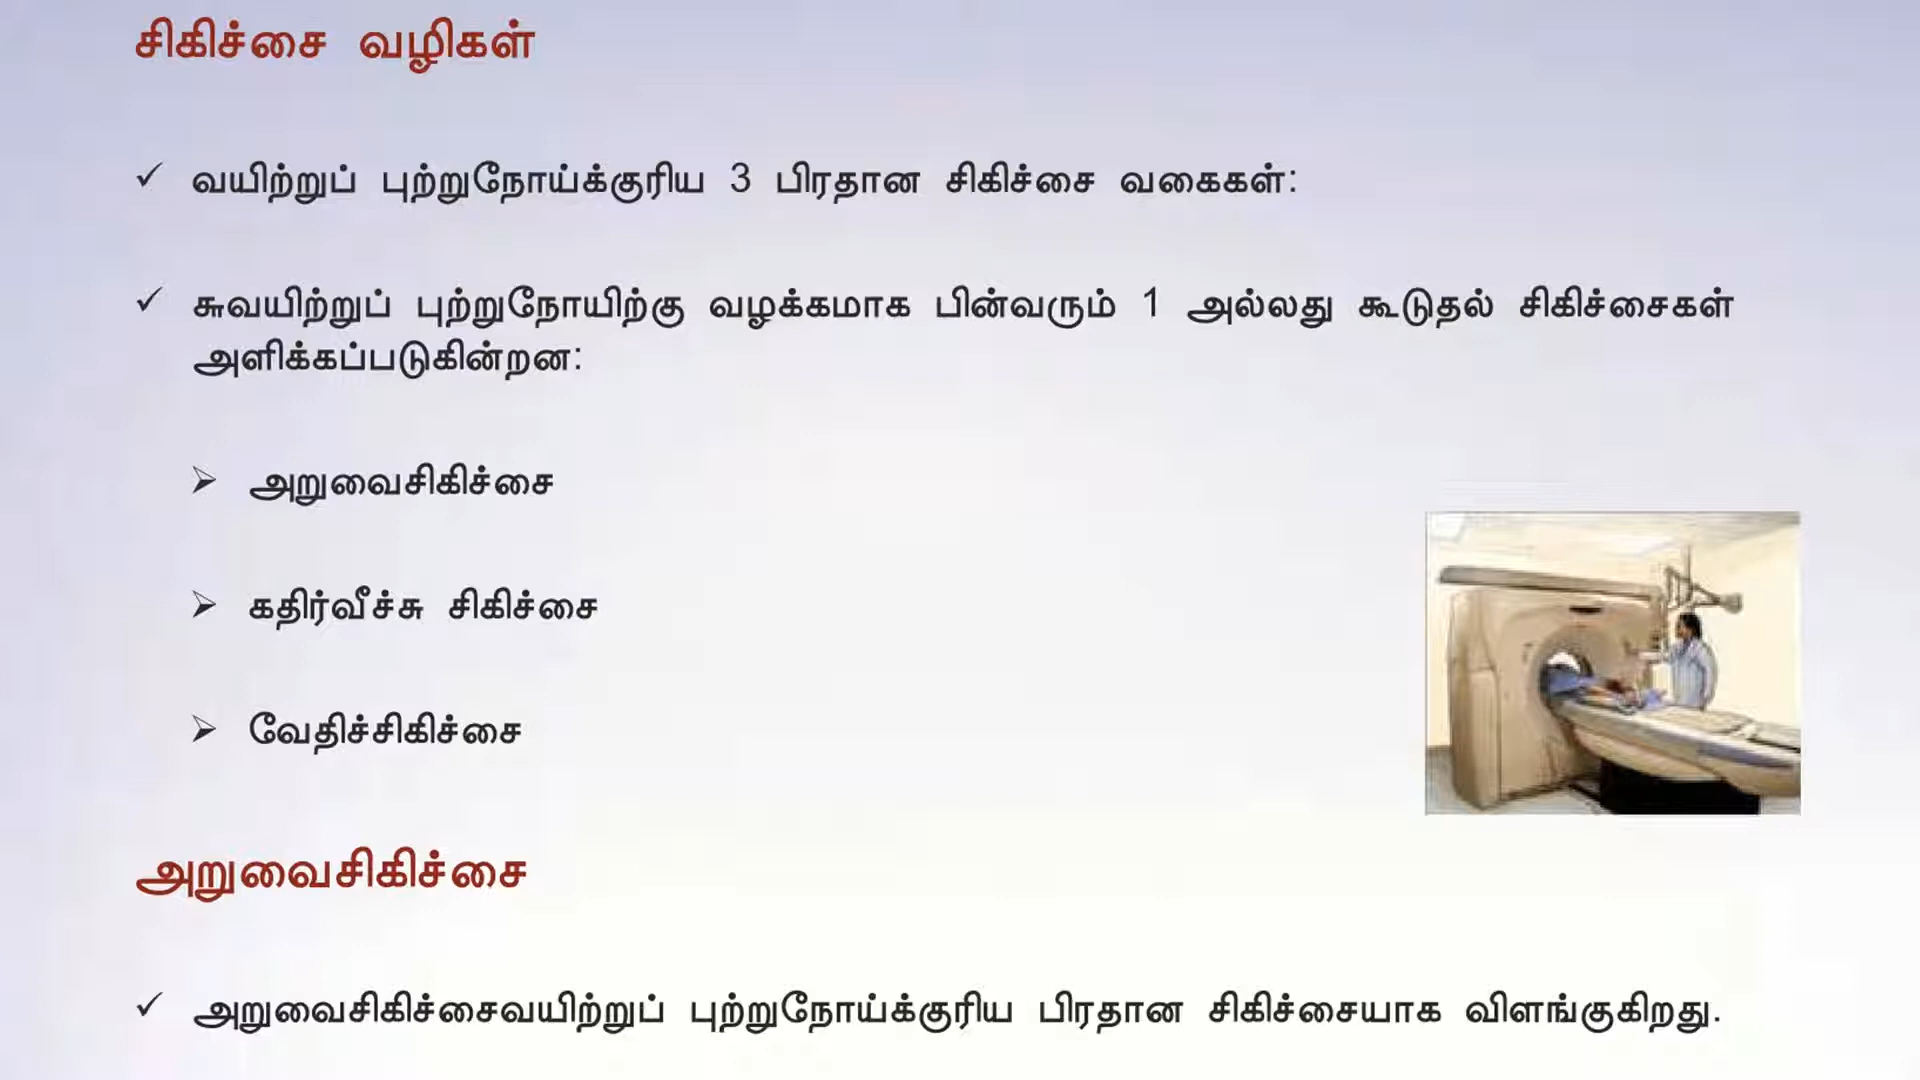 சிகிச்சை வழிகள்
✓ வயிற்றுப் புற்றுநோய்க்குரிய 3 பிரதான சிகிச்சை வகைகள்:
✓ சுவயிற்றுப் புற்றுநோயிற்கு வழக்கமாக பின்வரும் 1 அல்லது கூடுதல் சிகிச்சைகள்
அளிக்கப்படுகின்றன:
➢ அறுவைசிகிச்சை
➢ கதிர்வீச்சு சிகிச்சை
➢ வேதிச்சிகிச்சை
அறுவைசிகிச்சை
✓ அறுவைசிகிச்சைவயிற்றுப் புற்றுநோய்க்குரிய பிரதான சிகிச்சையாக விளங்குகிறது.